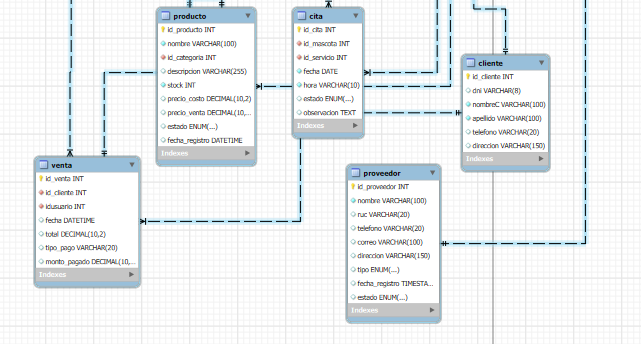 producto
id_producto INT
nombre VARCHAR(100)
id_categoria INT
descripcion VARCHAR(255)
stock INT
precio_costo DECIMAL(10,2)
precio_venta DECIMAL(10,...
estado ENUM(...)
fecha_registro DATETIME
Indexes
cita
id_cita INT
id_mascota INT
id_servicio INT
fecha DATE
hora VARCHAR(10)
estado ENUM(...)
observacion TEXT
Indexes
cliente
id_cliente INT
dni VARCHAR(8)
nombreC VARCHAR(100)
apellido VARCHAR(100)
telefono VARCHAR(20)
direccion VARCHAR(150)
Indexes
venta
id_venta INT
id_cliente INT
idusuario INT
fecha DATETIME
total DECIMAL(10,2)
tipo_pago VARCHAR(20)
monto_pagado DECIMAL(10,...
Indexes
proveedor
id_proveedor INT
nombre VARCHAR(100)
ruc VARCHAR(20)
telefono VARCHAR(20)
correo VARCHAR(100)
direccion VARCHAR(150)
tipo ENUM(...)
fecha_registro TIMESTA...
estado ENUM(...)
Indexes